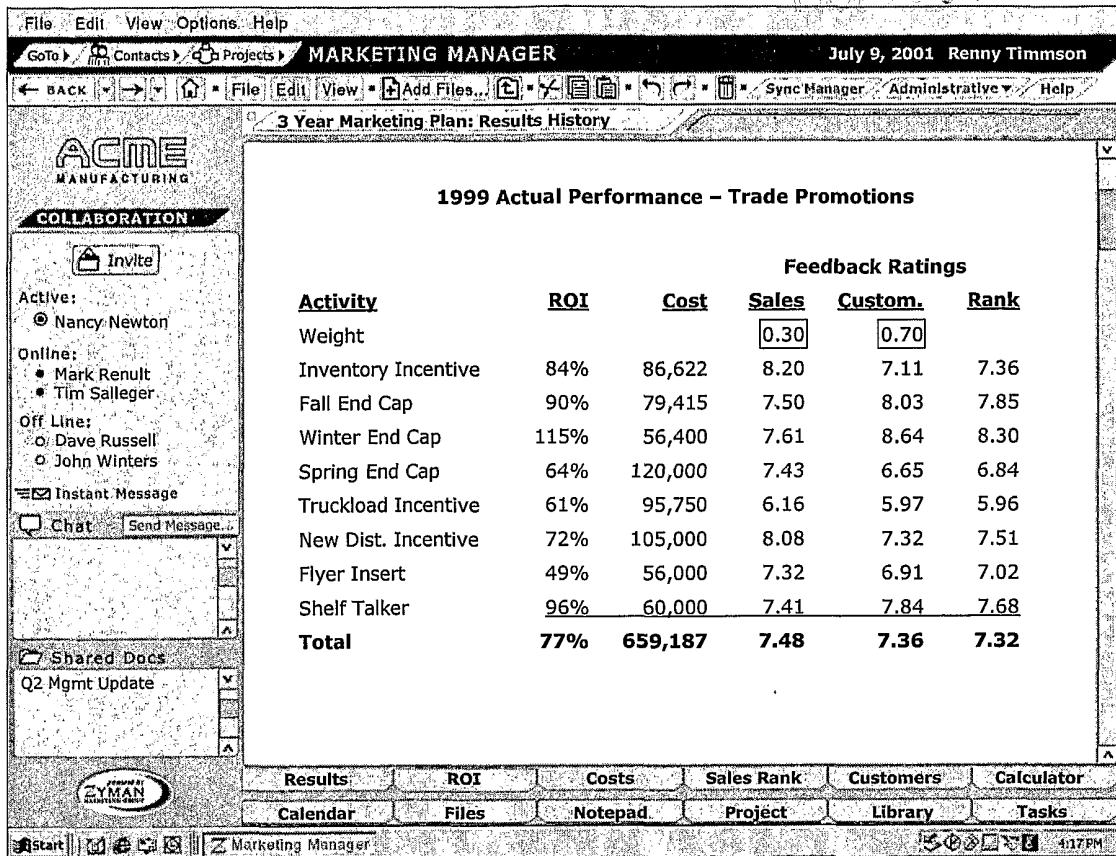 File Edit View Options Help
GoTo Contacts Projects MARKETING MANAGER July 9, 2001 Renny Timmson
BACK File Edit View Add Files... Sync Manager Administrative Help
3 Year Marketing Plan: Results History
ACME
MANUFACTURING
COLLABORATION
Invite
Active:
Nancy Newton
Online:
Mark Renult
Tim Salleger
Off Line:
Dave Russell
John Winters
Instant Message
Chat Send Message...
Shared Docs
Q2 Mgmt Update
ZYMAN
1999 Actual Performance – Trade Promotions
Feedback Ratings
Activity ROI Cost Sales Custom. Rank
Weight 0.30 0.70
Inventory Incentive 84% 86,622 8.20 7.11 7.36
Fall End Cap 90% 79,415 7.50 8.03 7.85
Winter End Cap 115% 56,400 7.61 8.64 8.30
Spring End Cap 64% 120,000 7.43 6.65 6.84
Truckload Incentive 61% 95,750 6.16 5.97 5.96
New Dist. Incentive 72% 105,000 8.08 7.32 7.51
Flyer Insert 49% 56,000 7.32 6.91 7.02
Shelf Talker 96% 60,000 7.41 7.84 7.68
Total 77% 659,187 7.48 7.36 7.32
Results ROI Costs Sales Rank Customers Calculator
Calendar Files Notepad Project Library Tasks
Start Marketing Manager 4:17 PM